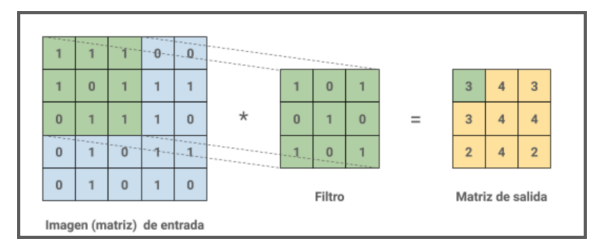 1 1 1 0 0
1 0 1 1 1
0 1 1 1 0
0 1 0 1 1
0 1 0 1 0
*
1 0 1
0 1 0
1 0 1
=
3 4 3
3 4 4
2 4 2
Filtro
Matriz de salida
Imagen (matriz) de entrada